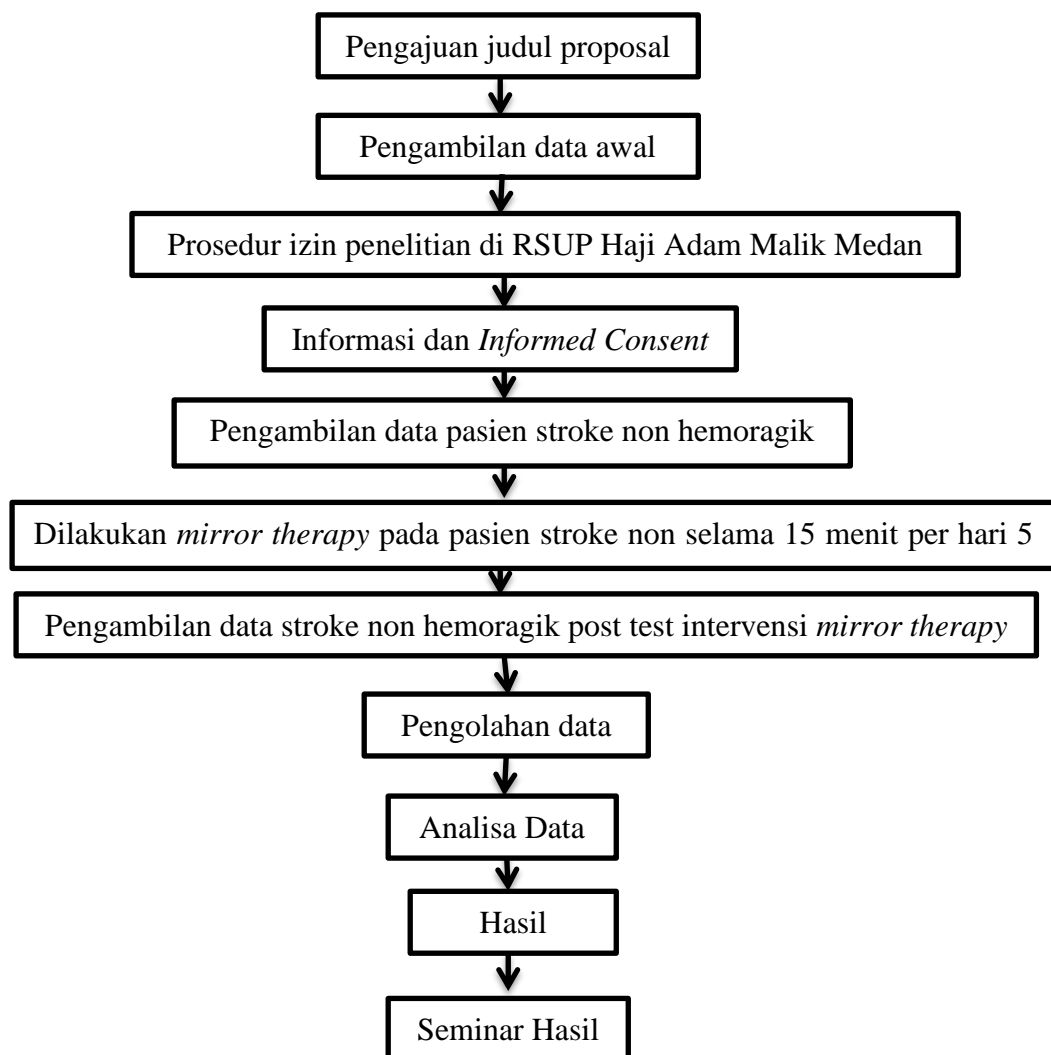 Pengajuan judul proposal
Pengambilan data awal
Prosedur izin penelitian di RSUP Haji Adam Malik Medan
Informasi dan Informed Consent
Pengambilan data pasien stroke non hemoragik
Dilakukan mirror therapy pada pasien stroke non selama 15 menit per hari 5
Pengambilan data stroke non hemoragik post test intervensi mirror therapy
Pengolahan data
Analisa Data
Hasil
Seminar Hasil